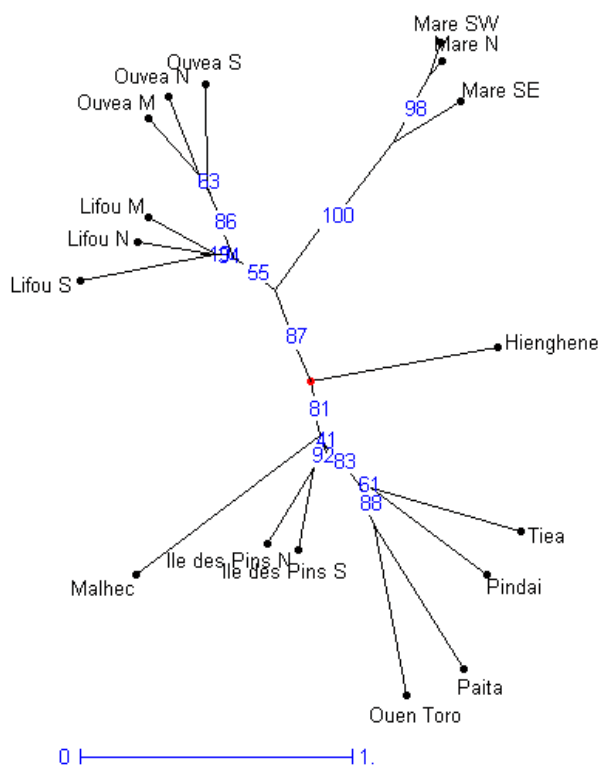 Mare SW
Mare N
Ouvea S
Ouvea N
Mare SE
Ouvea M
98
63
Lifou M
100
86
Lifou N
55
Lifou S
87
Hienghene
81
41
92
83
61
88
Tiea
Ile des Pins N
Ile des Pins S
Malhec
Pindai
Paita
Ouen Toro
0
1.